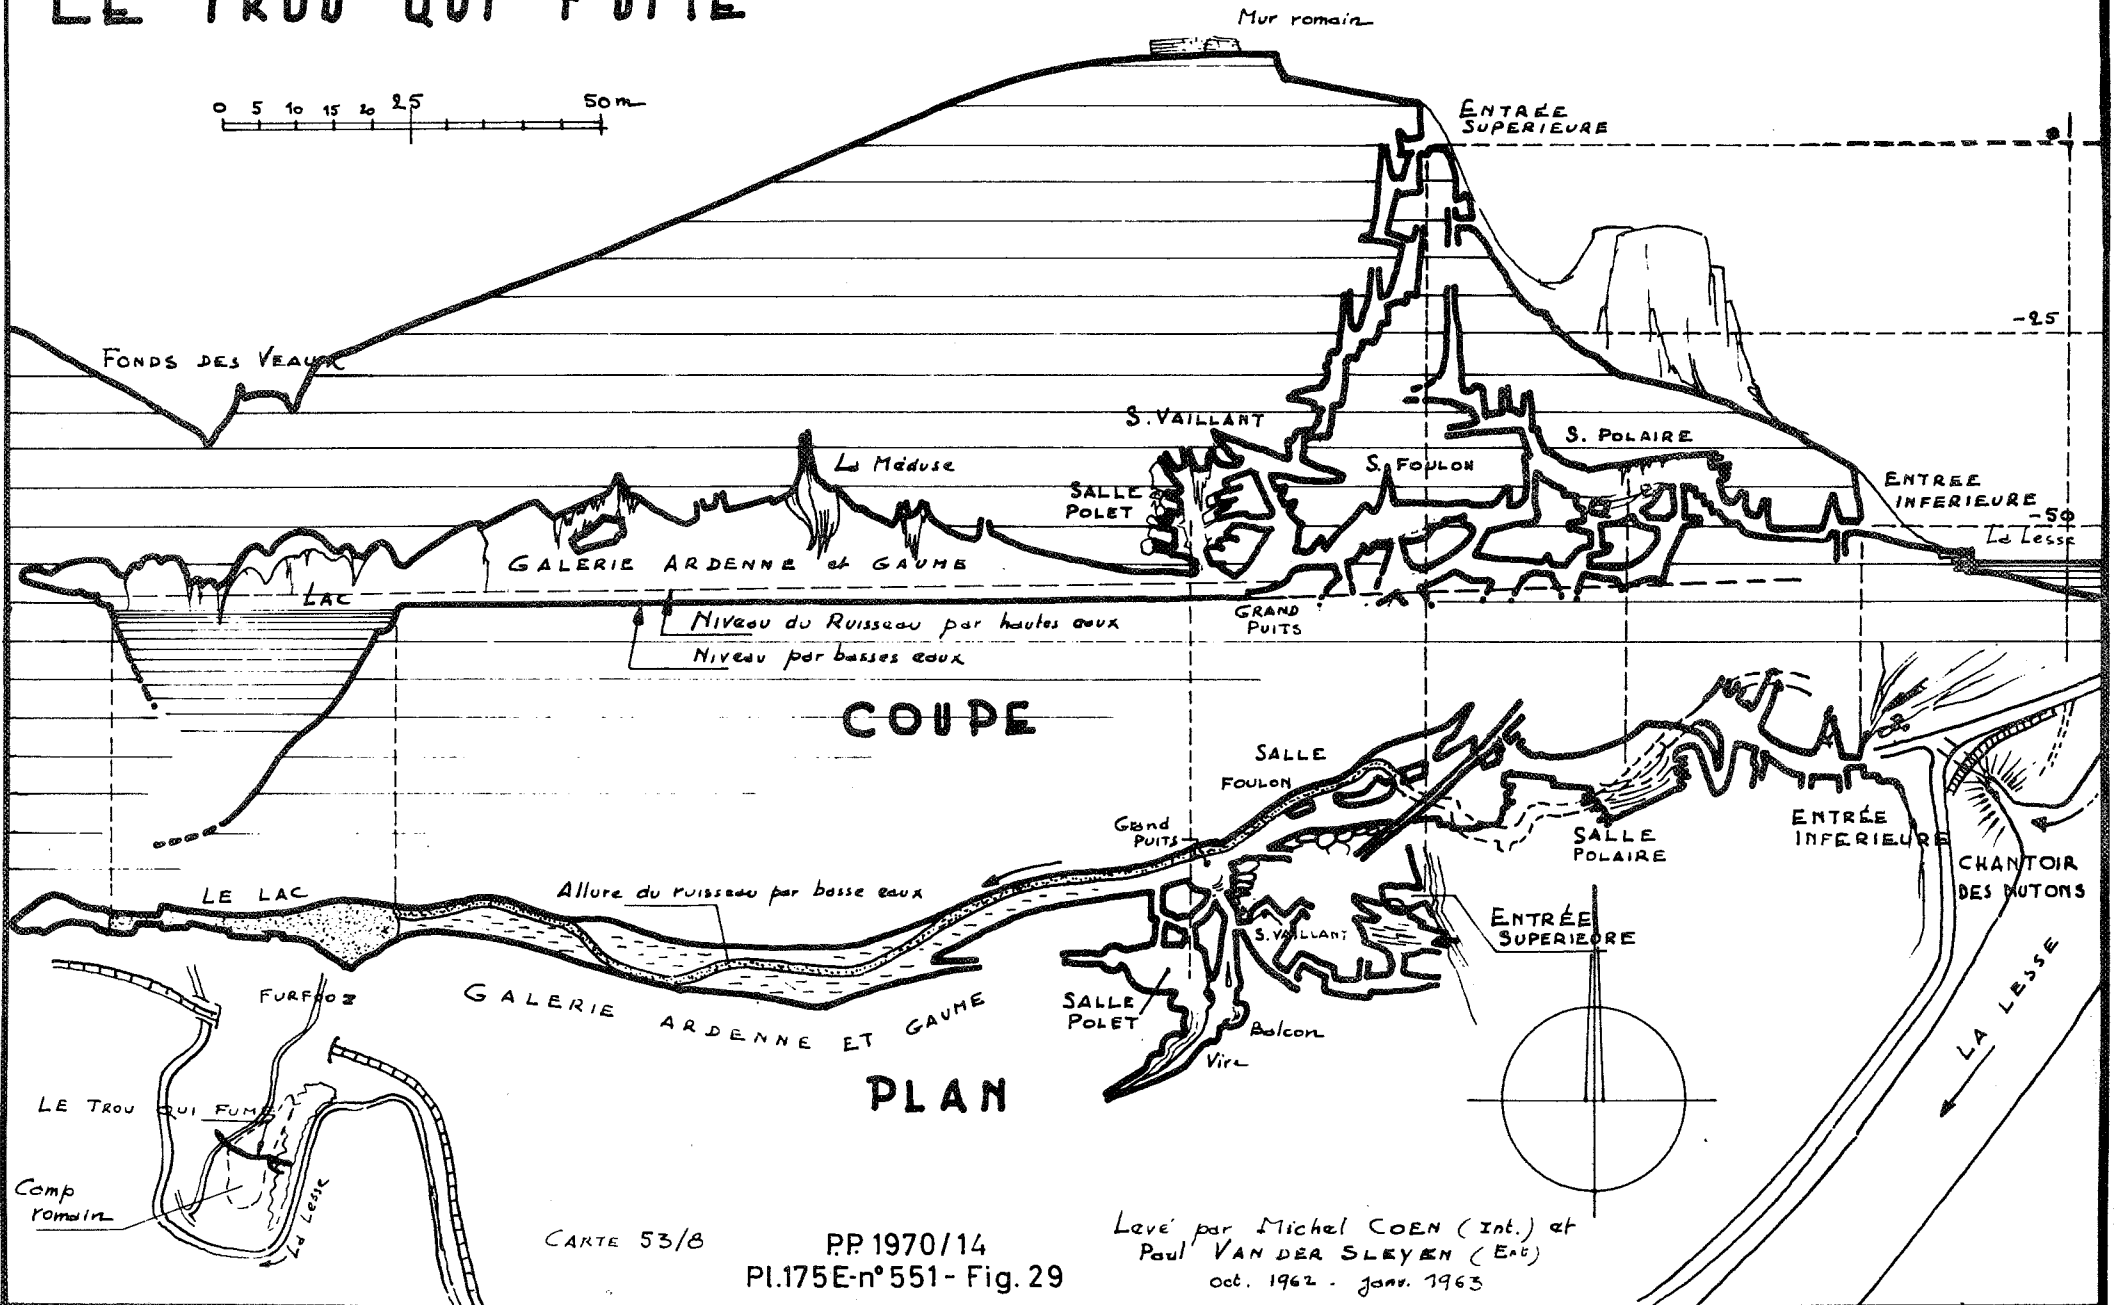 LE TROU QUI FUME
Mur romain
0 5 10 15 20 25 50 m
ENTRÉE
SUPERIEURE
0
-25
FONDS DES VEAUX
S. VAILLANT
La Méduse
S. FOULON
S. POLAIRE
SALLE
POLET
ENTREE
INFERIEURE
-50
La Lesse
GALERIE ARDENNE et GAUME
LAC
GRAND
PUITS
Niveau du Ruisseau par hautes eaux
Niveau par basses eaux
COUPE
SALLE
FOULON
Grand
PUITS
SALLE
POLAIRE
ENTRÉE
INFERIEURE
CHANTOIR
DES NUTONS
LE LAC
Allure du ruisseau par basse eaux
S. VAILLANT
ENTRÉE
SUPERIEURE
SALLE
POLET
Balcon
Vire
GALERIE ARDENNE ET GAUME
LA LESSE
PLAN
FURFOOZ
LE TROU QUI FUME
Camp
romain
La Lesse
CARTE 53/8
P.P. 1970/14
Pl.175E-n°551- Fig. 29
Levé par Michel COEN (Int.) et
Paul VAN DER SLEYEN (Ext)
oct. 1962 - janv. 1963